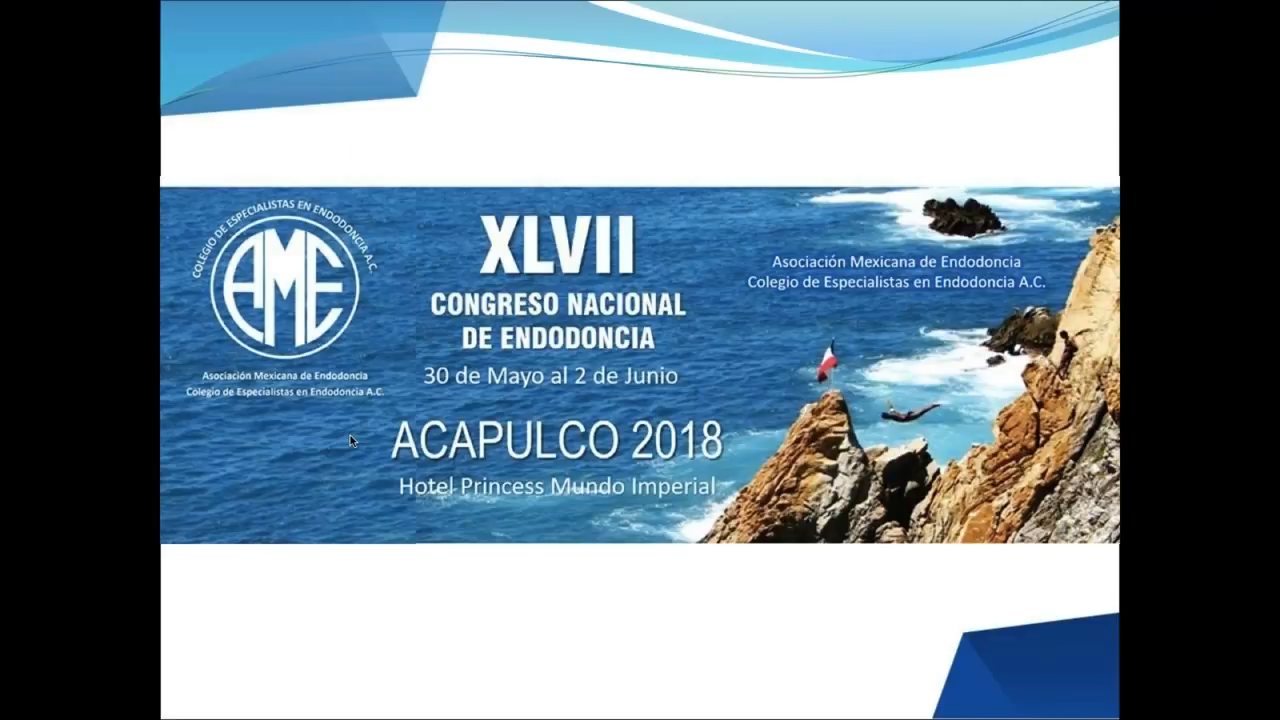 COLEGIO DE ESPECIALISTAS EN ENDODONCIA A.C.
AME
Asociación Mexicana de Endodoncia
Colegio de Especialistas en Endodoncia A.C.
XLVII
CONGRESO NACIONAL
DE ENDODONCIA
30 de Mayo al 2 de Junio
ACAPULCO 2018
Hotel Princess Mundo Imperial
Asociación Mexicana de Endodoncia
Colegio de Especialistas en Endodoncia A.C.